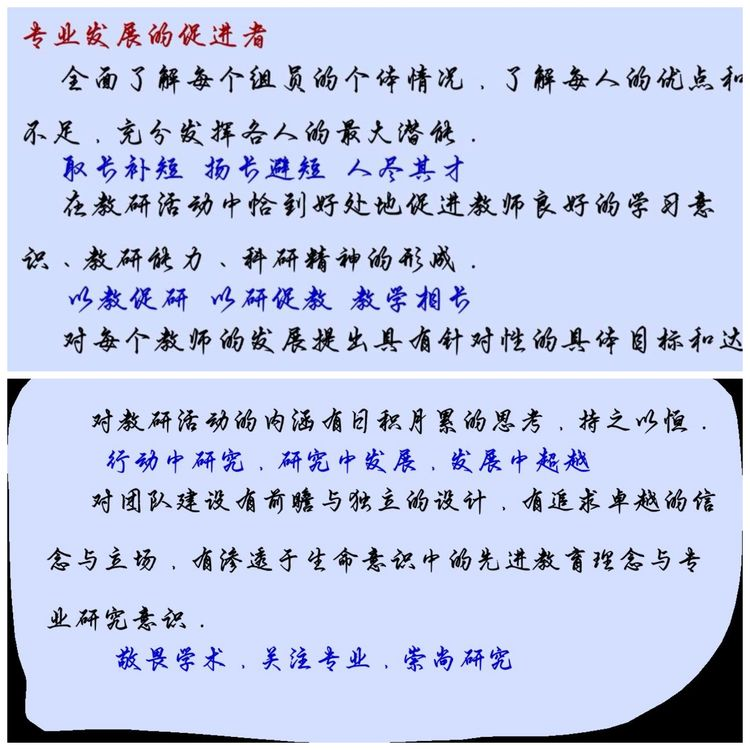 专业发展的促进者
全面了解每个组员的个体情况，了解每人的优点和
不足，充分发挥各人的最大潜能．
取长补短 扬长避短 人尽其才
在教研活动中恰到好处地促进教师良好的学习意
识、教研能力、科研精神的形成．
以教促研 以研促教 教学相长
对每个教师的发展提出具有针对性的具体目标和达
对教研活动的内涵有日积月累的思考，持之以恒．
行动中研究，研究中发展，发展中超越
对团队建设有前瞻与独立的设计，有追求卓越的信
念与立场，有渗透于生命意识中的先进教育理念与专
业研究意识．
敬畏学术，关注专业，崇尚研究